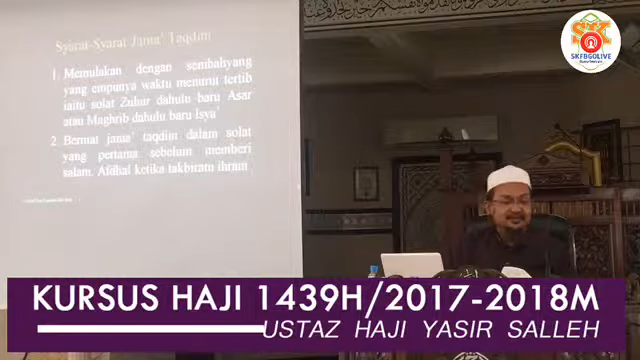 Syarat-Syarat Jama' Taqdim
1. Memulakan dengan sembahyang
yang empunya waktu menurut tertib
iaitu solat Zuhur dahulu baru Asar
atau Maghrib dahulu baru Isya'
2. Berniat jama' taqdim dalam solat
yang pertama sebelum memberi
salam. Afdhal ketika takbiratu ihram
SKFBGOLIVE
KURSUS HAJI 1439H/2017-2018M
USTAZ HAJI YASIR SALLEH